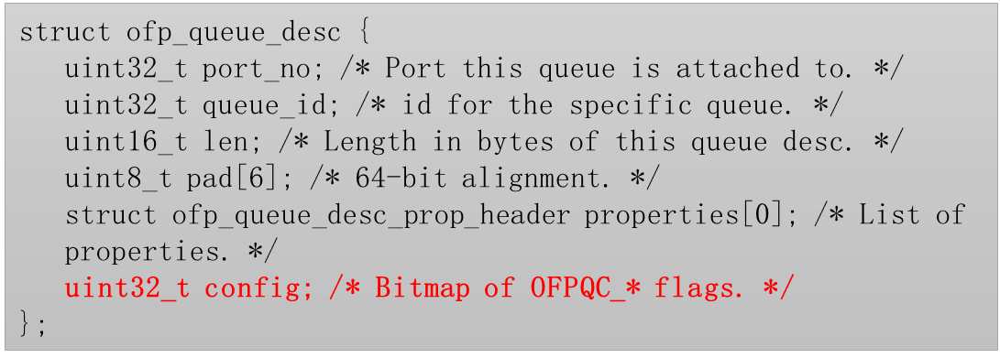 struct ofp_queue_desc {
uint32_t port_no; /* Port this queue is attached to. */
uint32_t queue_id; /* id for the specific queue. */
uint16_t len; /* Length in bytes of this queue desc. */
uint8_t pad[6]; /* 64-bit alignment. */
struct ofp_queue_desc_prop_header properties[0]; /* List of
properties. */
uint32_t config; /* Bitmap of OFPQC_* flags. */
};